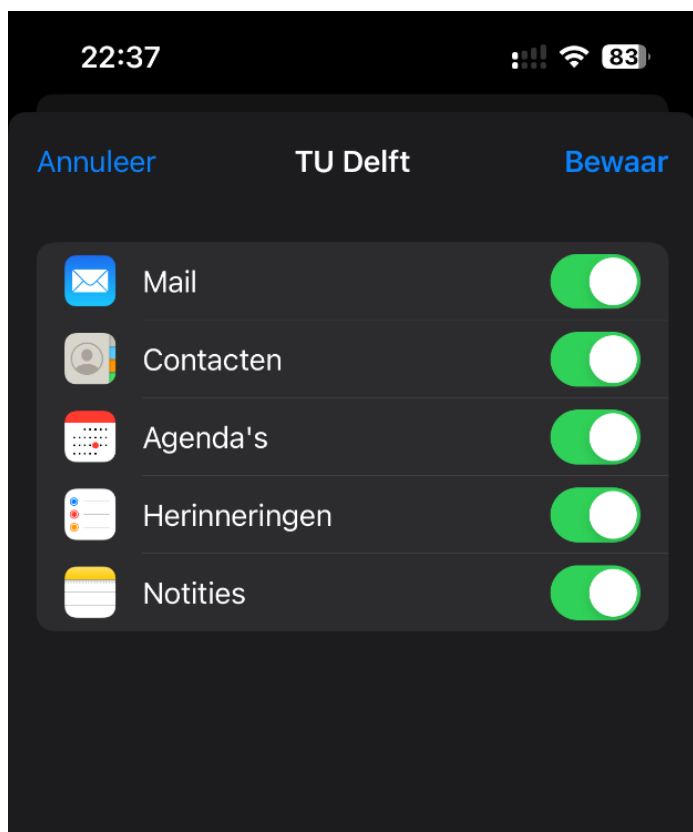 22:37 83
Annuleer TU Delft Bewaar
Mail
Contacten
Agenda's
Herinneringen
Notities